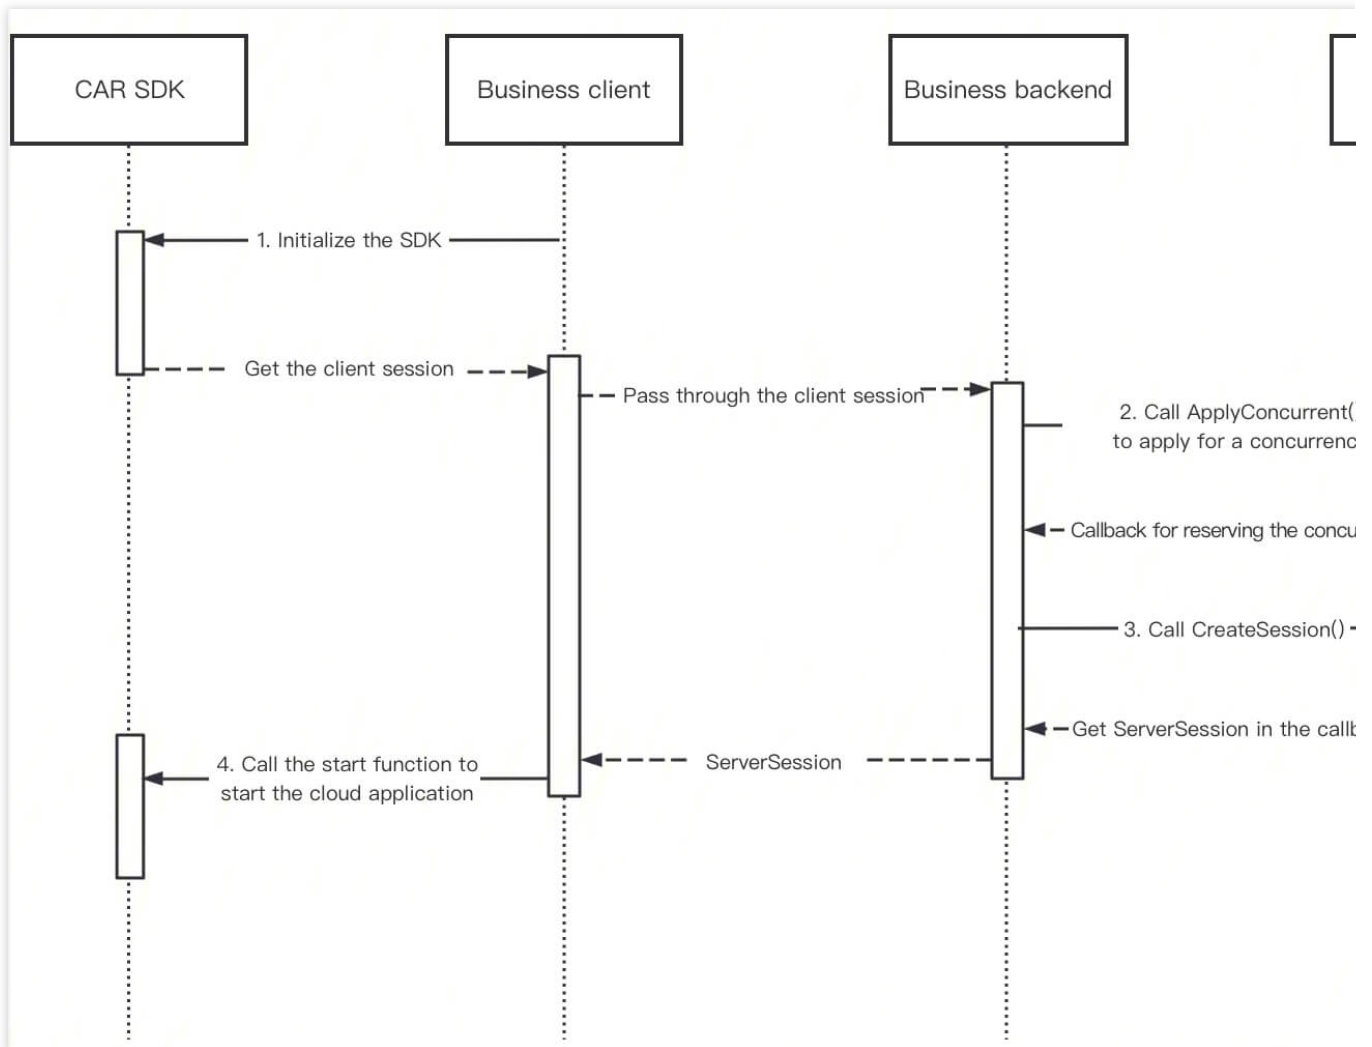 CAR SDK
Business client
Business backend
1. Initialize the SDK
Get the client session
Pass through the client session
2. Call ApplyConcurrent(
to apply for a concurrenc
Callback for reserving the concu
3. Call CreateSession()
Get ServerSession in the callb
ServerSession
4. Call the start function to
start the cloud application